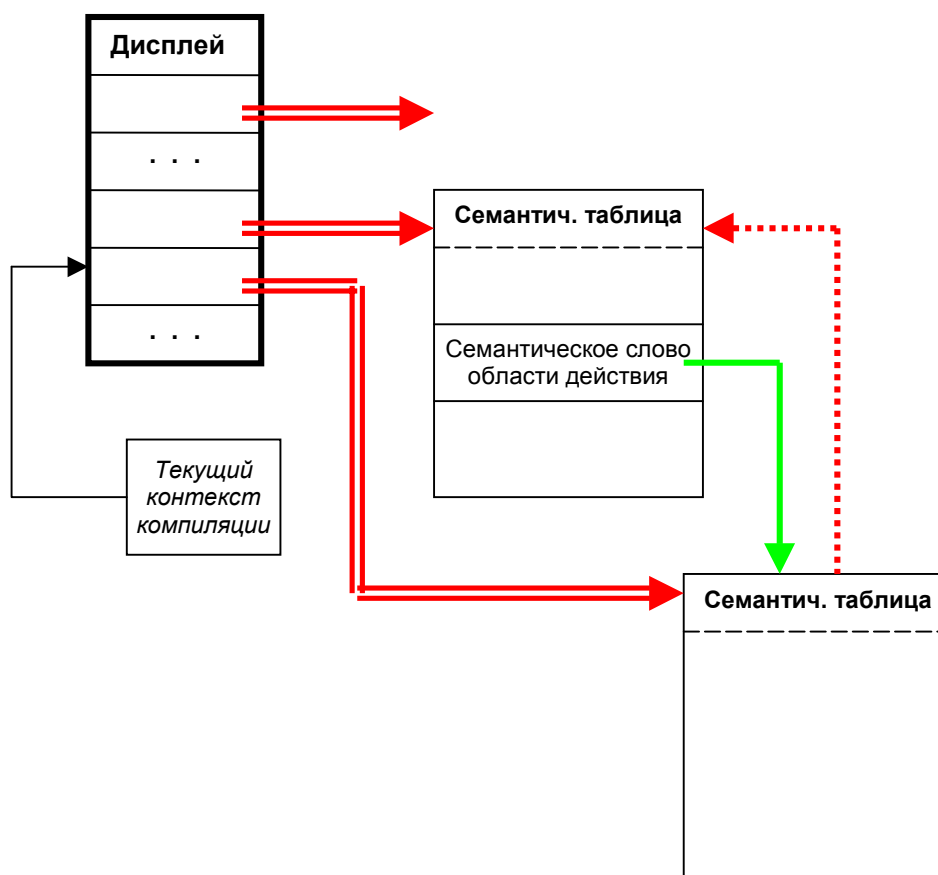 Дисплей
. . .
Семантич. таблица
. . .
Семантическое слово
области действия
Текущий
контекст
компиляции
Семантич. таблица